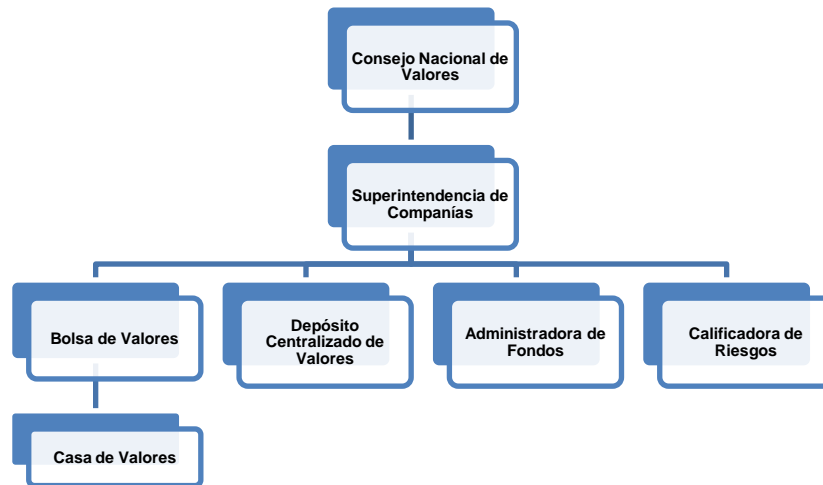 Consejo Nacional de
Valores
Superintendencia de
Companías
Bolsa de Valores
Depósito
Centralizado de
Valores
Administradora de
Fondos
Calificadora de
Riesgos
Casa de Valores